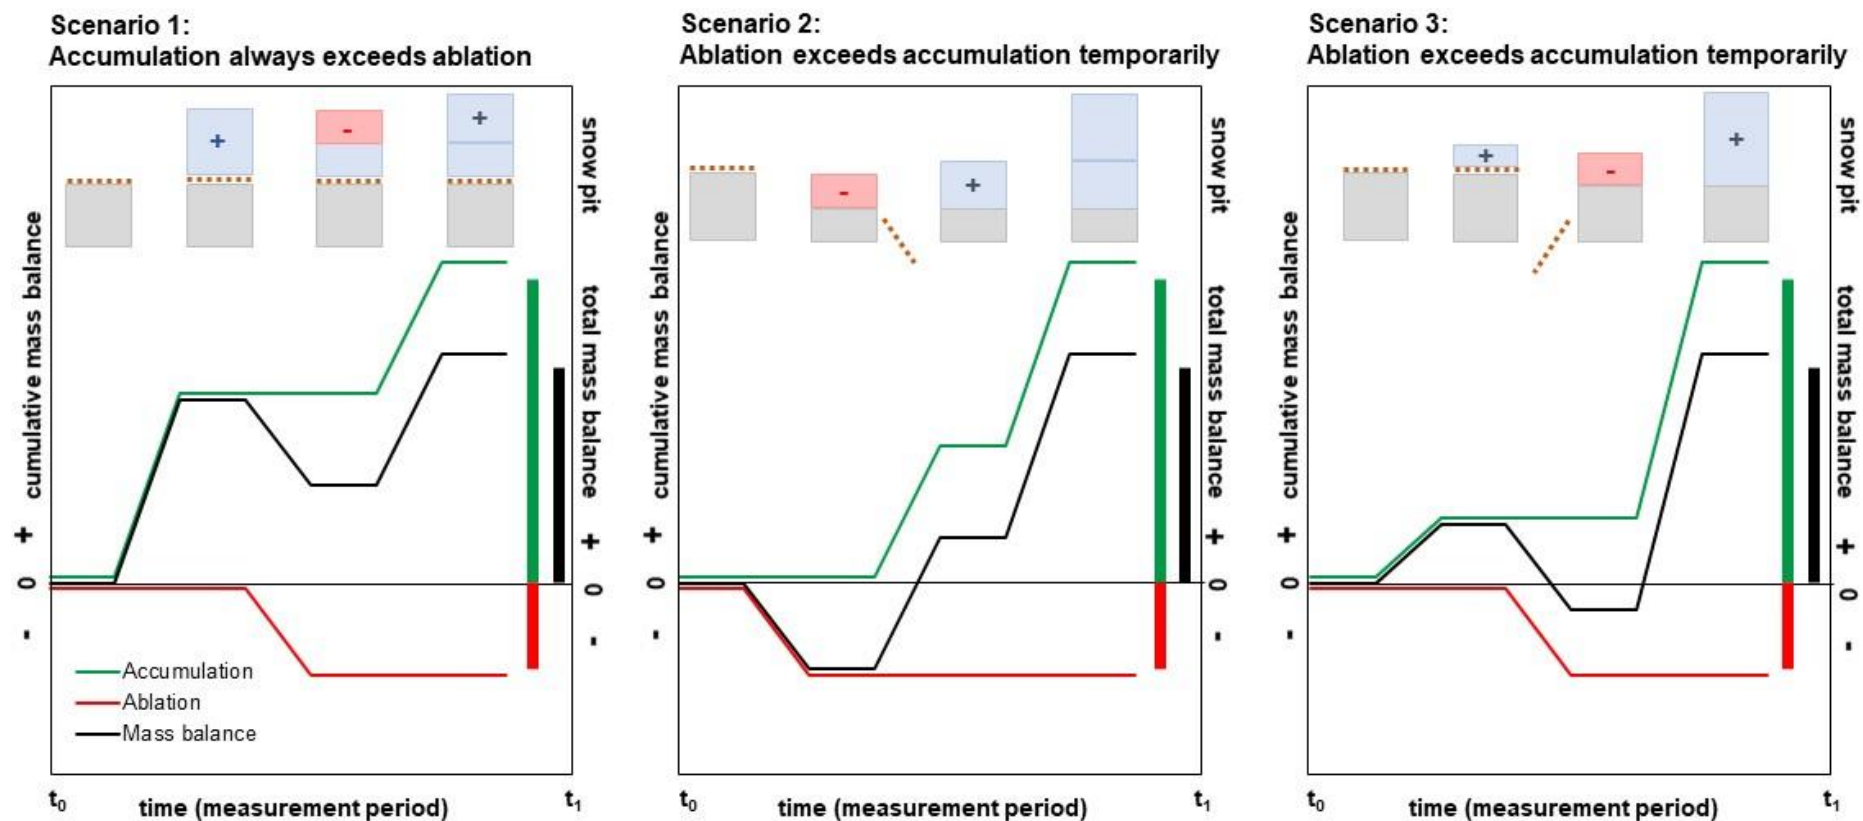 Scenario 1:
Accumulation always exceeds ablation
+
-
+
snow pit
cumulative mass balance
total mass balance
+
0
-
+
0
-
Accumulation
Ablation
Mass balance
t0
time (measurement period)
t1
Scenario 2:
Ablation exceeds accumulation temporarily
-
+
snow pit
cumulative mass balance
total mass balance
+
0
-
+
0
-
t0
time (measurement period)
t1
Scenario 3:
Ablation exceeds accumulation temporarily
+
-
+
snow pit
cumulative mass balance
total mass balance
+
0
-
+
0
-
t0
time (measurement period)
t1